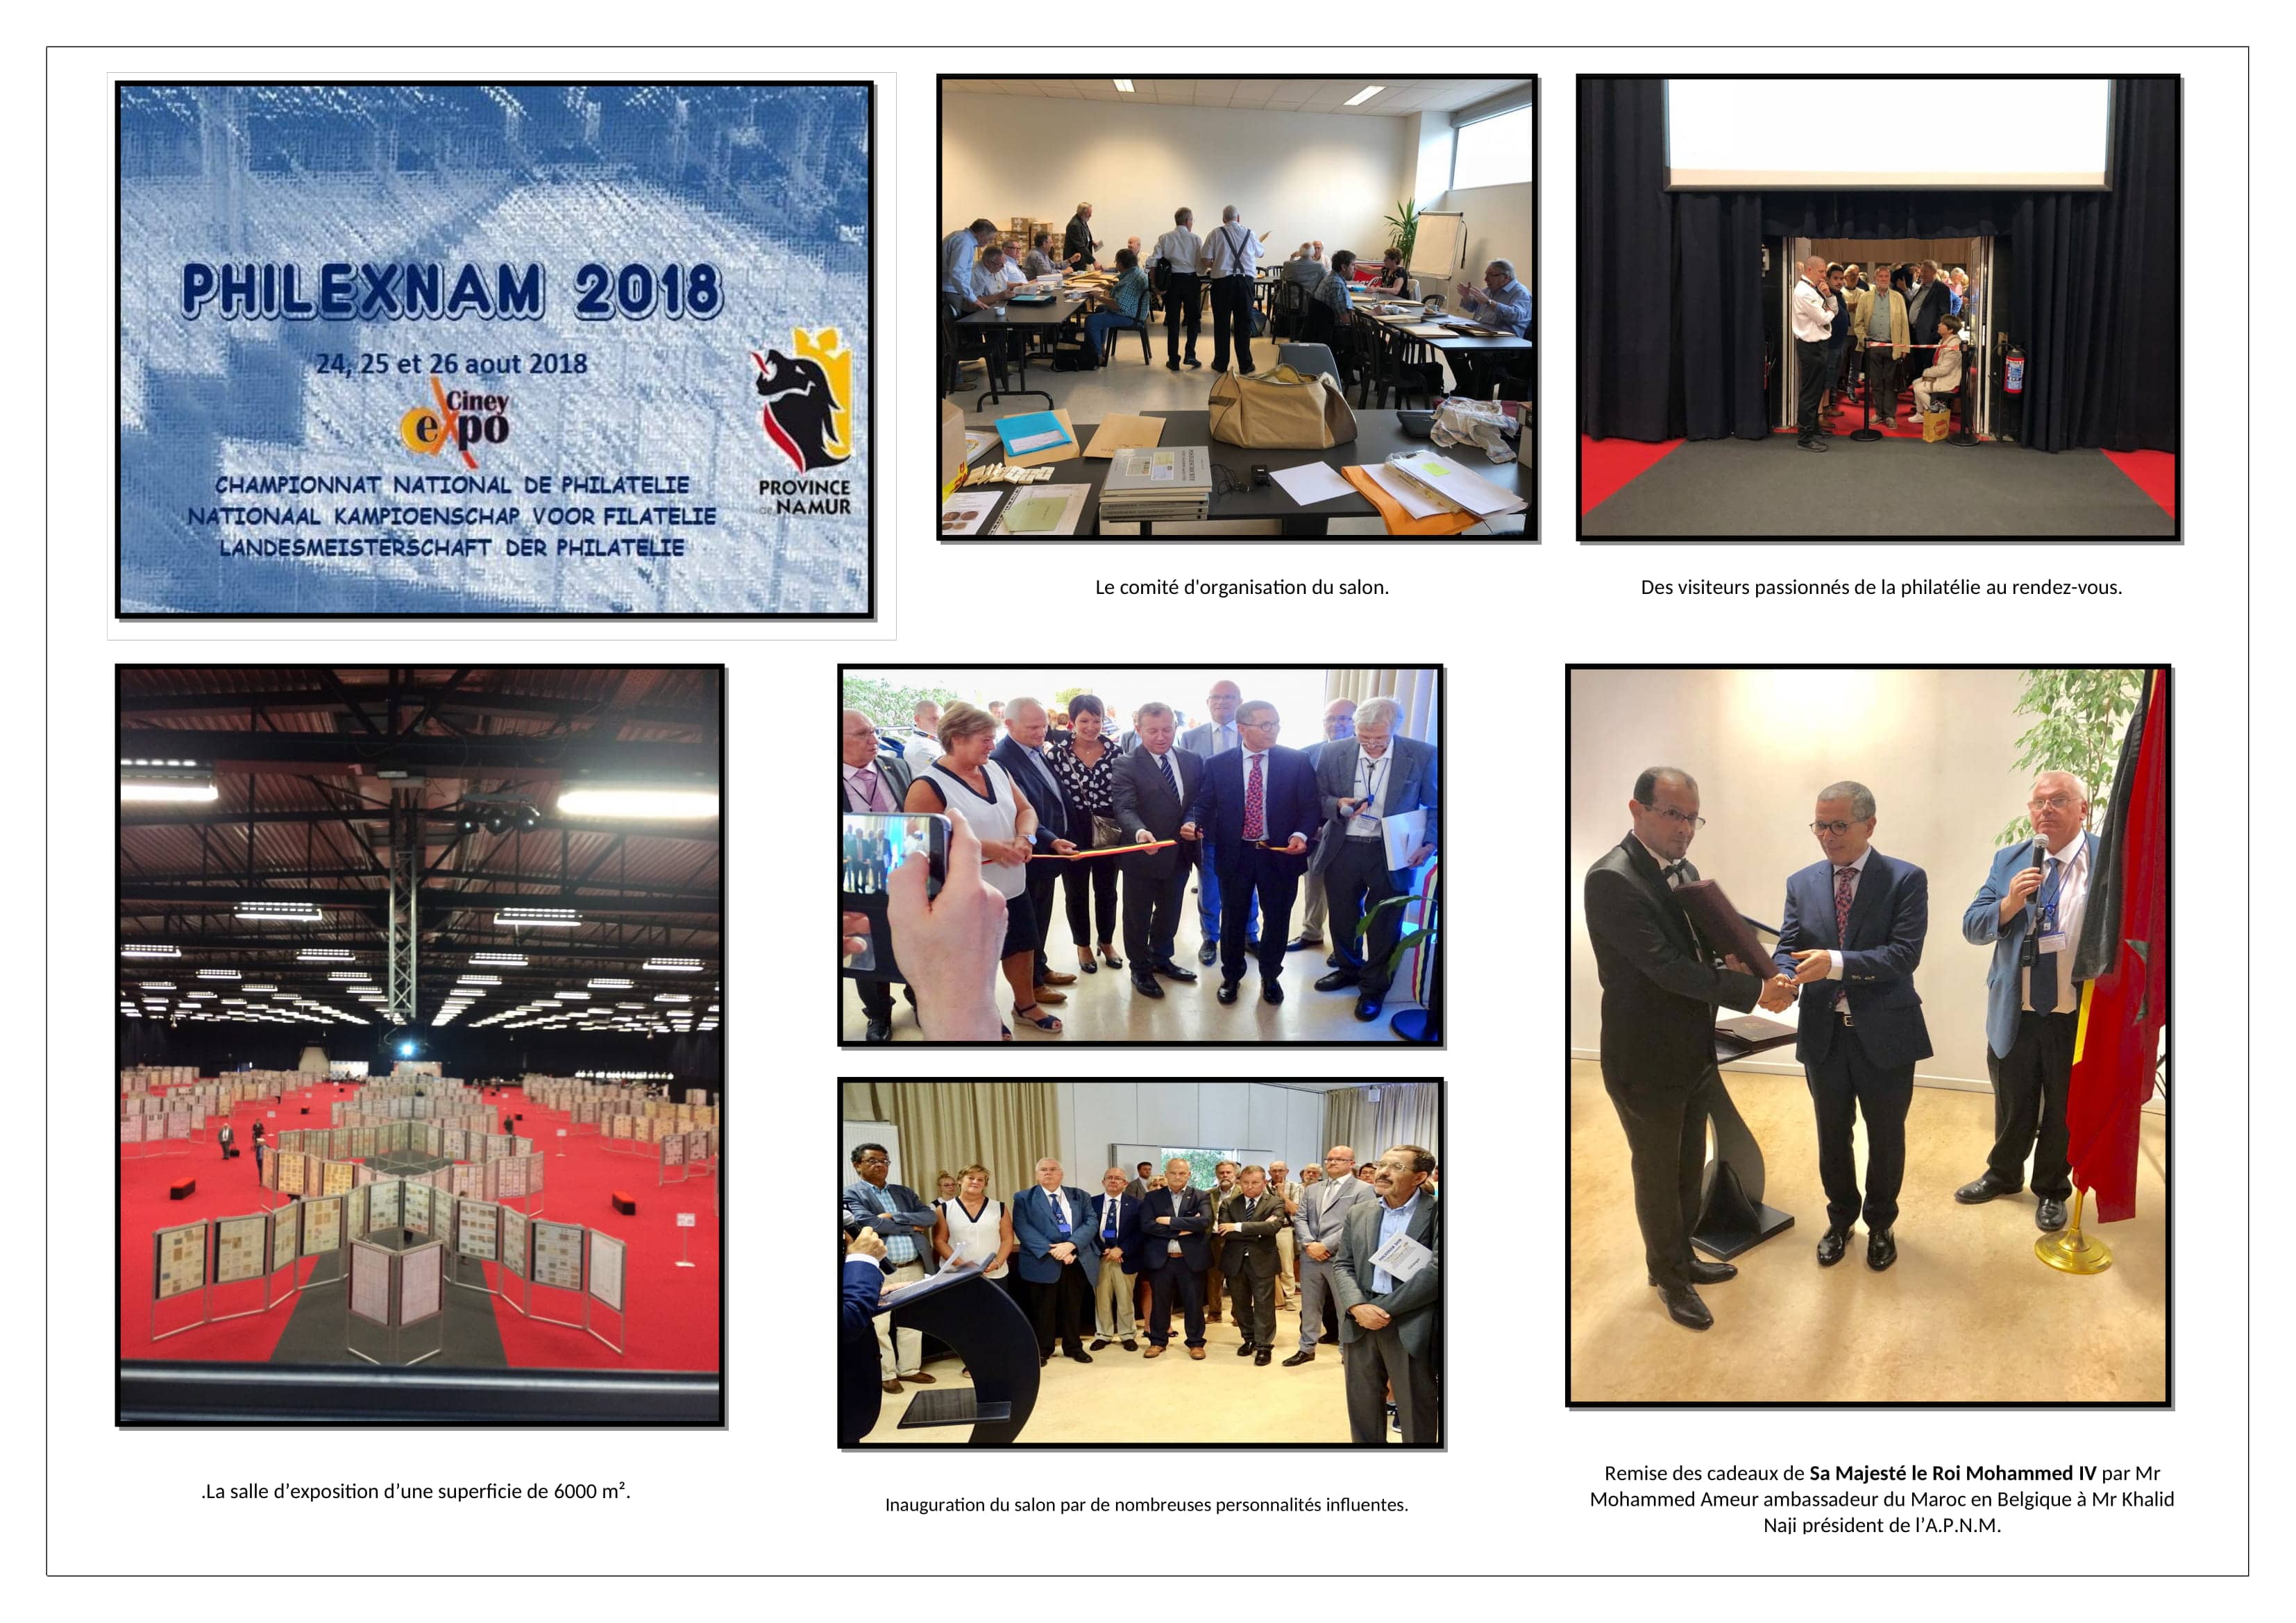 PHILEXNAM 2018
24, 25 et 26 aout 2018
Ciney
expo
CHAMPIONNAT NATIONAL DE PHILATELIE
NATIONAAL KAMPIOENSCHAP VOOR FILATELIE
LANDESMEISTERSCHAFT DER PHILATELIE
PROVINCE
DE NAMUR
Le comité d'organisation du salon.
Des visiteurs passionnés de la philatélie au rendez-vous.
.La salle d’exposition d’une superficie de 6000 m².
Inauguration du salon par de nombreuses personnalités influentes.
Remise des cadeaux de Sa Majesté le Roi Mohammed IV par Mr
Mohammed Ameur ambassadeur du Maroc en Belgique à Mr Khalid
Naji président de l’A.P.N.M.